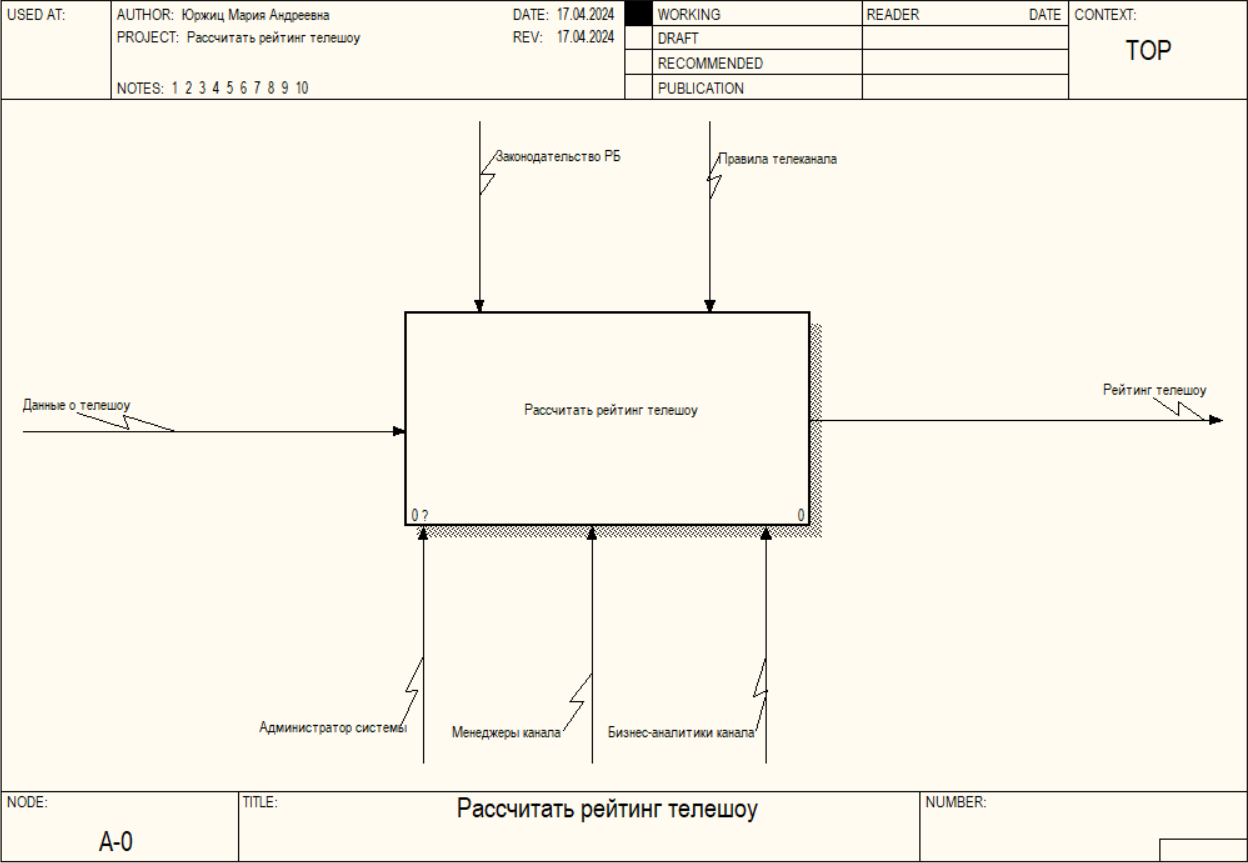 USED AT:
AUTHOR: Юржиц Мария Андреевна
DATE: 17.04.2024
PROJECT: Рассчитать рейтинг телешоу
REV: 17.04.2024
NOTES: 1 2 3 4 5 6 7 8 9 10
WORKING
DRAFT
RECOMMENDED
PUBLICATION
READER
DATE
CONTEXT:
TOP
Законодательство РБ
Правила телеканала
Данные о телешоу
Рейтинг телешоу
Рассчитать рейтинг телешоу
0 ?
0
Администратор системы
Менеджеры канала
Бизнес-аналитики канала
NODE:
A-0
TITLE:
Рассчитать рейтинг телешоу
NUMBER: